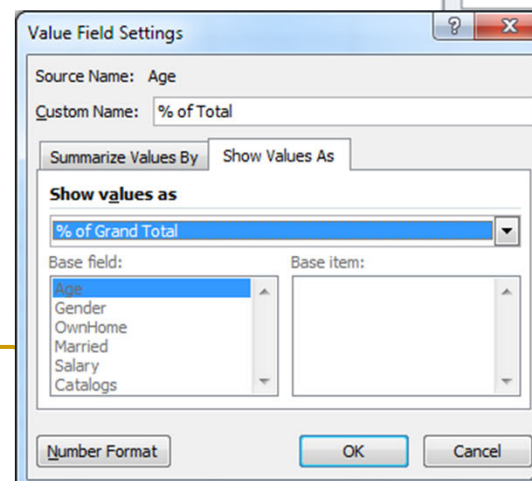 Value Field Settings
Source Name: Age
Custom Name: % of Total
Summarize Values By Show Values As
Show values as
% of Grand Total
Base field: Base item:
Age
Gender
OwnHome
Married
Salary
Catalogs
Number Format OK Cancel